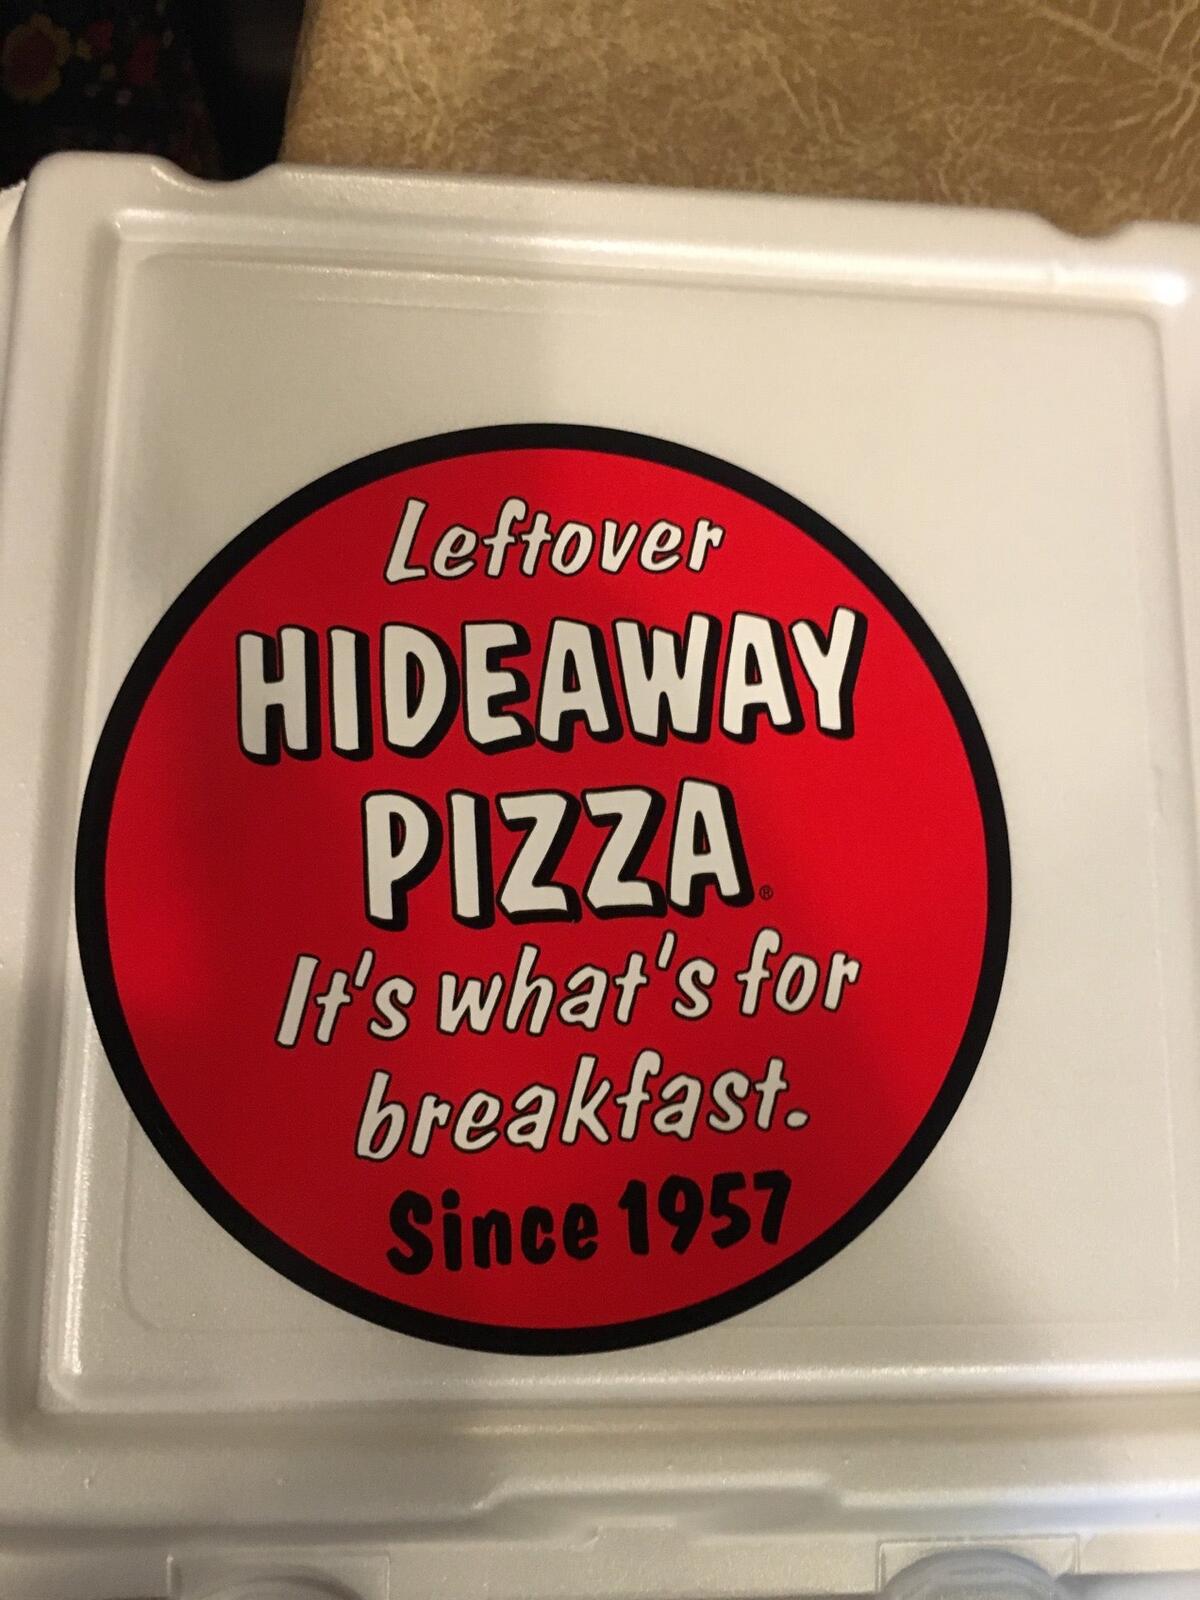 Leftover
HIDEAWAY
PIZZA®
It's what's for
breakfast.
Since 1957